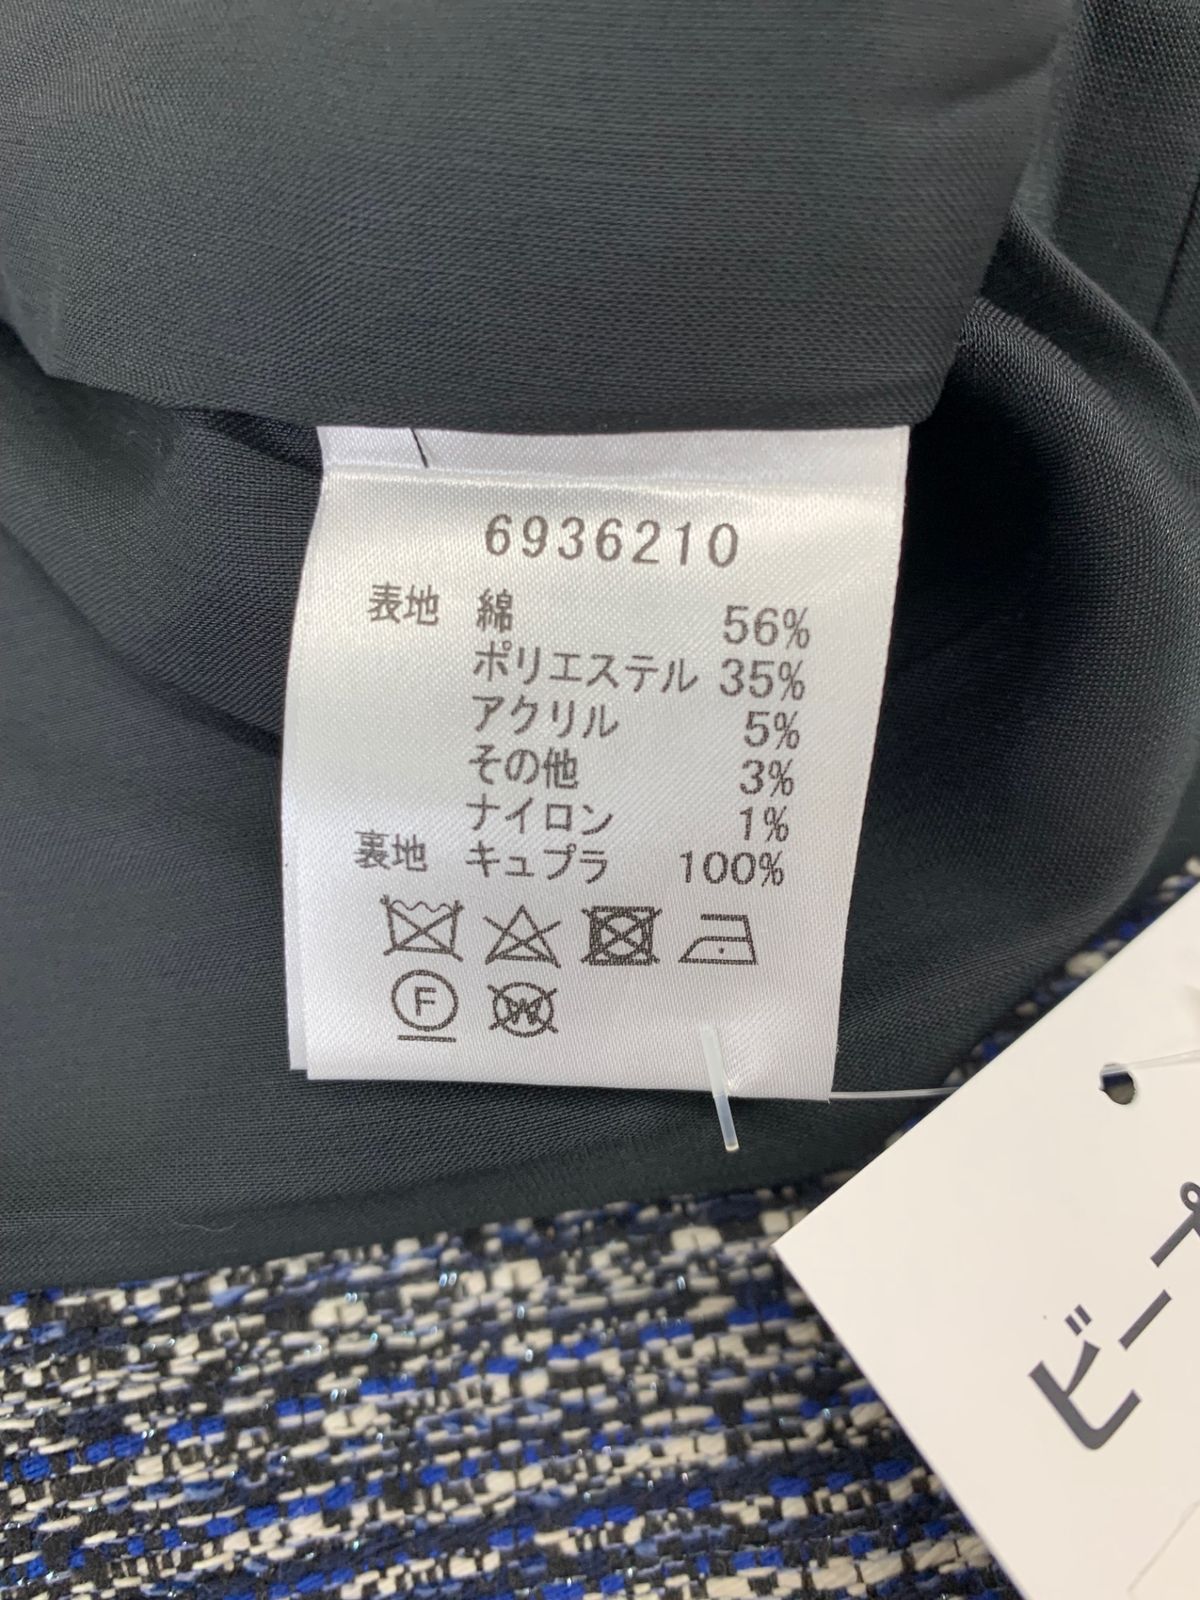 6936210
表地 綿 56%
ポリエステル 35%
アクリル 5%
その他 3%
ナイロン 1%
裏地 キュプラ 100%
F
W
ビープ